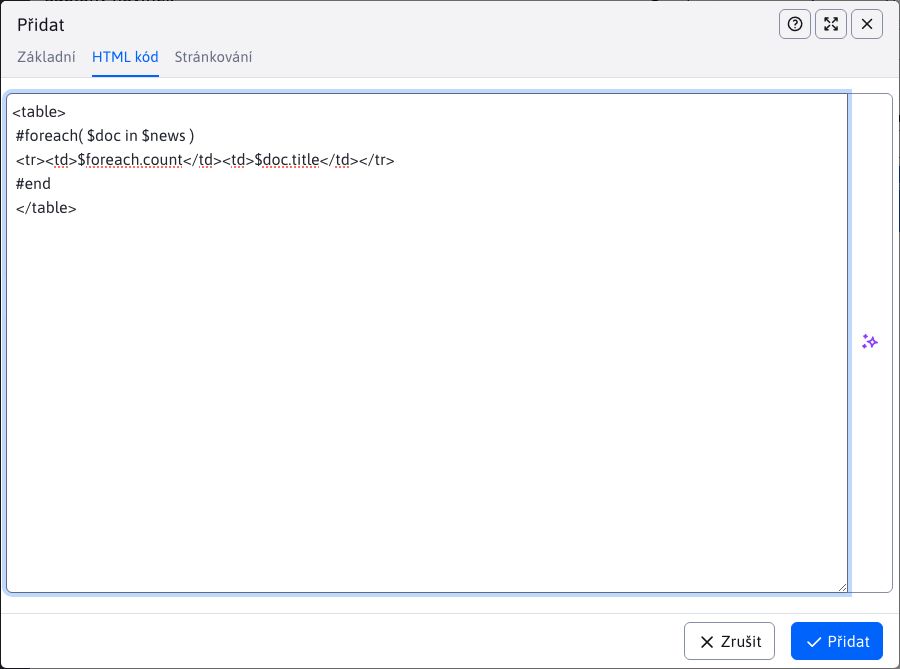 Přidat
Základní HTML kód Stránkování
<table>
#foreach( $doc in $news )
<tr><td>$foreach.count</td><td>$doc.title</td></tr>
#end
</table>
Zrušit Přidat